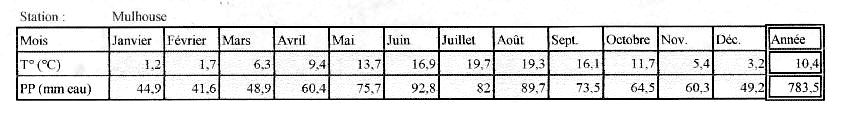 Station : Mulhouse
Mois Janvier Février Mars Avril Mai Juin Juillet Août Sept. Octobre Nov. Déc. Année
T° (°C) 1,2 1,7 6,3 9,4 13,7 16,9 19,7 19,3 16,1 11,7 5,4 3,2 10,4
PP (mm eau) 44,9 41,6 48,9 60,4 75,7 92,8 82 89,7 73,5 64,5 60,3 49,2 783,5